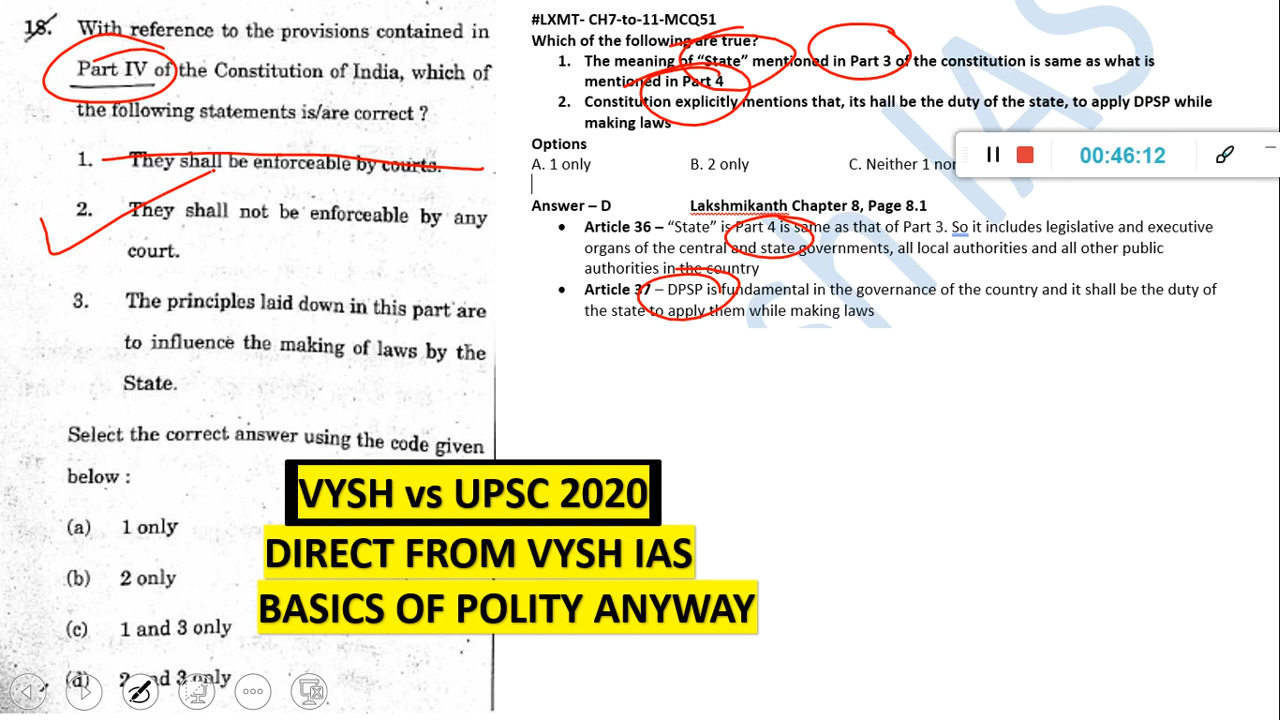 18. With reference to the provisions contained in
Part IV of the Constitution of India, which of
the following statements is/are correct ?
1. They shall be enforceable by courts.
2. They shall not be enforceable by any
court.
3. The principles laid down in this part are
to influence the making of laws by the
State.
Select the correct answer using the code given
below :
(a) 1 only
(b) 2 only
(c) 1 and 3 only
(d) 2 and 3 only
#LXMT- CH7-to-11-MCQ51
Which of the following are true?
1. The meaning of “State” mentioned in Part 3 of the constitution is same as what is
mentioned in Part 4
2. Constitution explicitly mentions that, its hall be the duty of the state, to apply DPSP while
making laws
Options
A. 1 only B. 2 only C. Neither 1
Answer – D Lakshmikanth Chapter 8, Page 8.1
• Article 36 – “State” is Part 4 is same as that of Part 3. So it includes legislative and executive
organs of the central and state governments, all local authorities and all other public
authorities in the country
• Article 37 – DPSP is fundamental in the governance of the country and it shall be the duty of
the state to apply them while making laws
00:46:12
VYSH vs UPSC 2020
DIRECT FROM VYSH IAS
BASICS OF POLITY ANYWAY
sh IAS